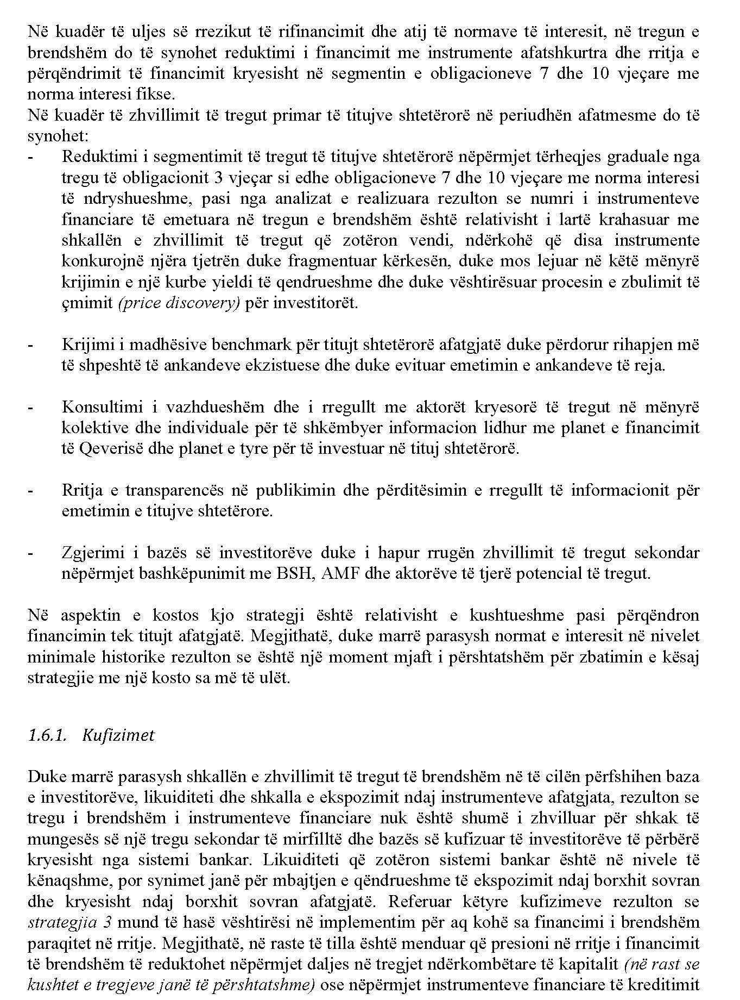 Në kuadër të uljes së rrezikut të rifinancimit dhe atij të normave të interesit, në tregun e
brendshëm do të synohet reduktimi i financimit me instrumente afatshkurtra dhe rritja e
përqëndrimit të financimit kryesisht në segmentin e obligacioneve 7 dhe 10 vjeçare me
norma interesi fikse.
Në kuadër të zhvillimit të tregut primar të titujve shtetërorë në periudhën afatmesme do të
synohet:
- Reduktimi i segmentimit të tregut të titujve shtetërorë nëpërmjet tërheqjes graduale nga
tregu të obligacionit 3 vjeçar si edhe obligacioneve 7 dhe 10 vjeçare me norma interesi
të ndryshueshme, pasi nga analizat e realizuara rezulton se numri i instrumenteve
financiare të emetuara në tregun e brendshëm është relativisht i lartë krahasuar me
shkallën e zhvillimit të tregut që zotëron vendi, ndërkohë që disa instrumente
konkurojnë njëra tjetrën duke fragmentuar kërkesën, duke mos lejuar në këtë mënyrë
krijimin e një kurbe yieldi të qendrueshme dhe duke vështirësuar procesin e zbulimit të
çmimit (price discovery) për investitorët.
- Krijimi i madhësive benchmark për titujt shtetërorë afatgjatë duke përdorur rihapjen më
të shpeshtë të ankandeve ekzistuese dhe duke evituar emetimin e ankandeve të reja.
- Konsultimi i vazhdueshëm dhe i rregullt me aktorët kryesorë të tregut në mënyrë
kolektive dhe individuale për të shkëmbyer informacion lidhur me planet e financimit
të Qeverisë dhe planet e tyre për të investuar në tituj shtetërorë.
- Rritja e transparencës në publikimin dhe përditësimin e rregullt të informacionit për
emetimin e titujve shtetërore.
- Zgjerimi i bazës së investitorëve duke i hapur rrugën zhvillimit të tregut sekondar
nëpërmjet bashkëpunimit me BSH, AMF dhe aktorëve të tjerë potencial të tregut.
Në aspektin e kostos kjo strategji është relativisht e kushtueshme pasi përqëndron
financimin tek titujt afatgjatë. Megjithatë, duke marrë parasysh normat e interesit në nivelet
minimale historike rezulton se është një moment mjaft i përshtatshëm për zbatimin e kësaj
strategjie me një kosto sa më të ulët.
1.6.1. Kufizimet
Duke marrë parasysh shkallën e zhvillimit të tregut të brendshëm në të cilën përfshihen baza
e investitorëve, likuiditeti dhe shkalla e ekspozimit ndaj instrumenteve afatgjata, rezulton se
tregu i brendshëm i instrumenteve financiare nuk është shumë i zhvilluar për shkak të
mungesës së një tregu sekondar të mirfilltë dhe bazës së kufizuar të investitorëve të përbërë
kryesisht nga sistemi bankar. Likuiditeti që zotëron sistemi bankar është në nivele të
kënaqshme, por synimet janë për mbajtjen e qëndrueshme të ekspozimit ndaj borxhit sovran
dhe kryesisht ndaj borxhit sovran afatgjatë. Referuar këtyre kufizimeve rezulton se
strategjia 3 mund të hasë vështirësi në implementim për aq kohë sa financimi i brendshëm
paraqitet në rritje. Megjithatë, në raste të tilla është menduar që presioni në rritje i financimit
të brendshëm të reduktohet nëpërmjet daljes në tregjet ndërkombëtare të kapitalit (në rast se
kushtet e tregjeve janë të përshtatshme) ose nëpërmjet instrumenteve financiare të kreditimit